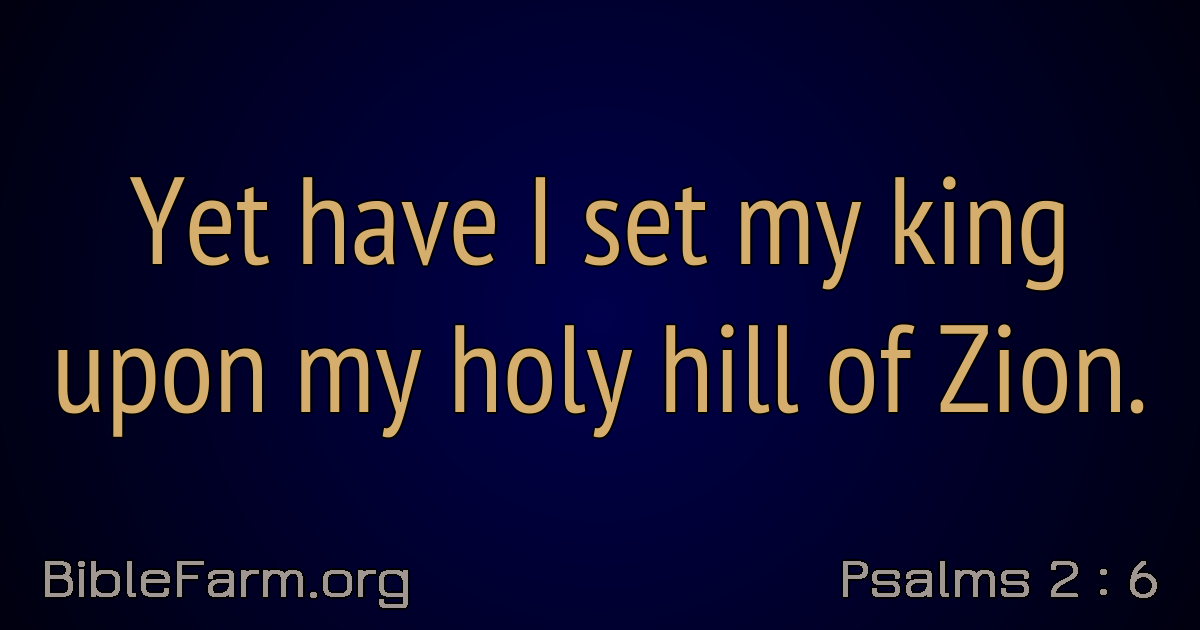 Yet have I set my king
upon my holy hill of Zion.
BibleFarm.org
Psalms 2 : 6